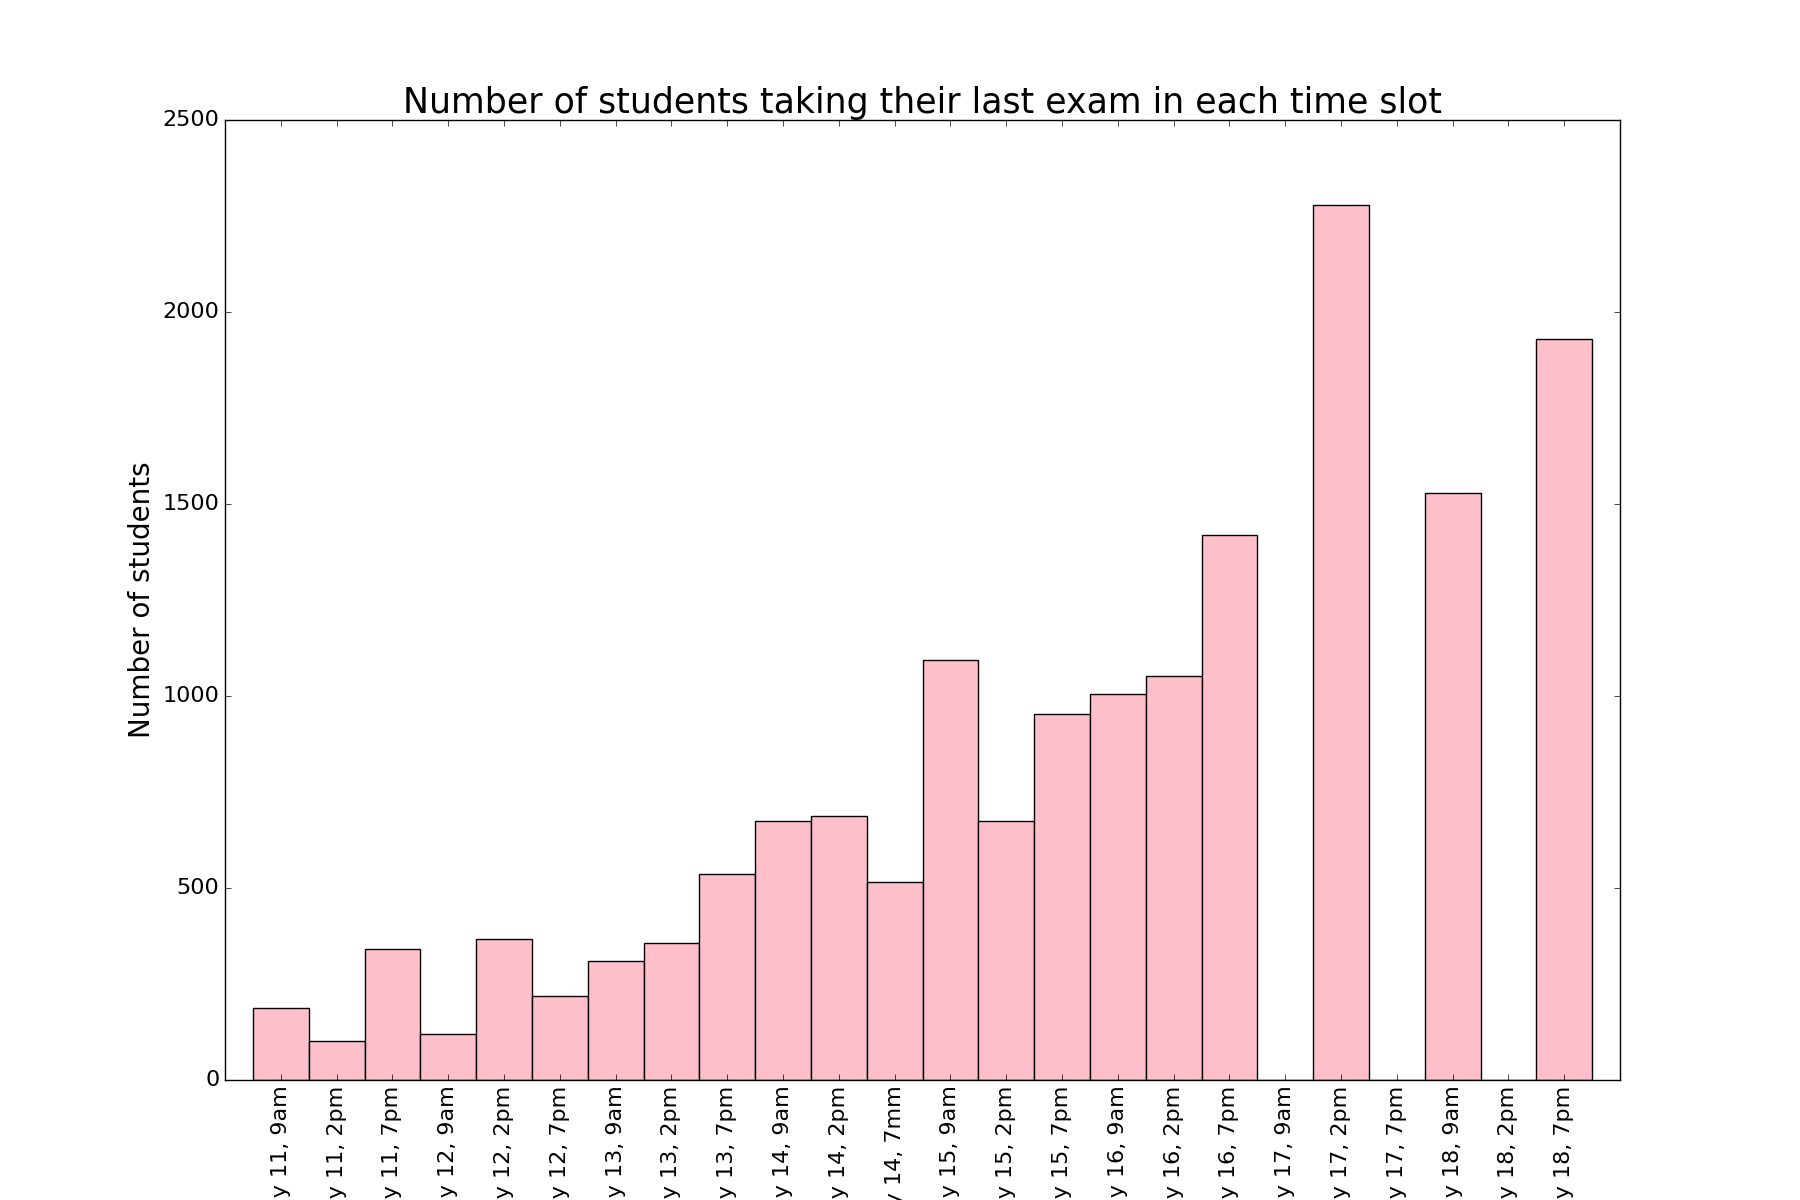 Number of students taking their last exam in each time slot
Number of students
2500
2000
1500
1000
500
0
y 11, 9am
y 11, 2pm
y 11, 7pm
y 12, 9am
y 12, 2pm
y 12, 7pm
y 13, 9am
y 13, 2pm
y 13, 7pm
y 14, 9am
y 14, 2pm
y 14, 7mm
y 15, 9am
y 15, 2pm
y 15, 7pm
y 16, 9am
y 16, 2pm
y 16, 7pm
y 17, 9am
y 17, 2pm
y 17, 7pm
y 18, 9am
y 18, 2pm
y 18, 7pm